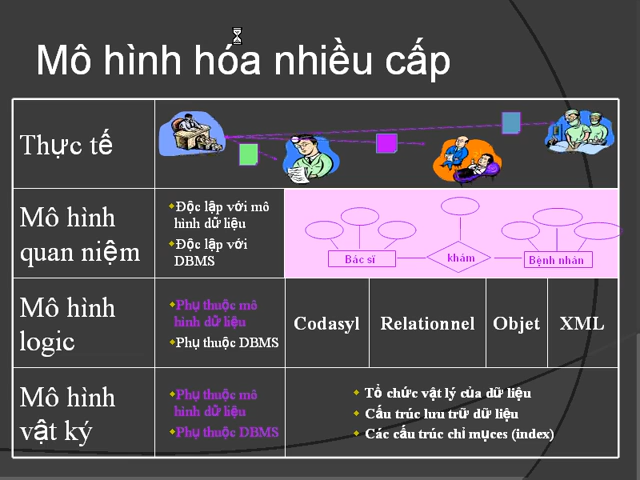 Mô hình hóa nhiều cấp
Thực tế
Mô hình
quan niệm
Độc lập với mô
hình dữ liệu
Độc lập với
DBMS
Bác sĩ
khám
Bệnh nhân
Mô hình
logic
Phụ thuộc mô
hình dữ liệu
Phụ thuộc DBMS
Codasyl
Relationnel
Objet
XML
Mô hình
vật ký
Phụ thuộc mô
hình dữ liệu
Phụ thuộc DBMS
Tổ chức vật lý của dữ liệu
Cấu trúc lưu trữ dữ liệu
Các cấu trúc chỉ mục̣es (index)